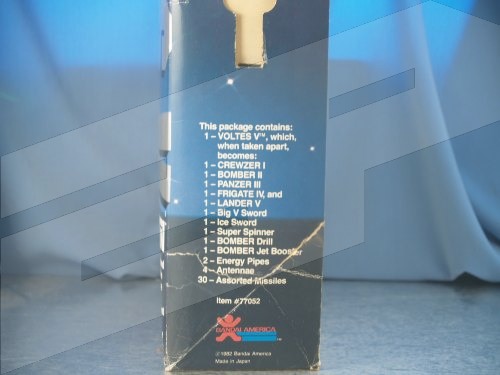 This package contains:
1 – VOLTES V™, which,
when taken apart,
becomes:
1 – CREWZER I
1 – BOMBER II
1 – PANZER III
1 – FRIGATE IV, and
1 – LANDER V
1 – Big V Sword
1 – Ice Sword
1 – Super Spinner
1 – BOMBER Drill
1 – BOMBER Jet Booster
2 – Energy Pipes
4 – Antennae
30 – Assorted Missiles
Item #77052
BANDAI AMERICA
© 1982 Bandai America
Made in Japan